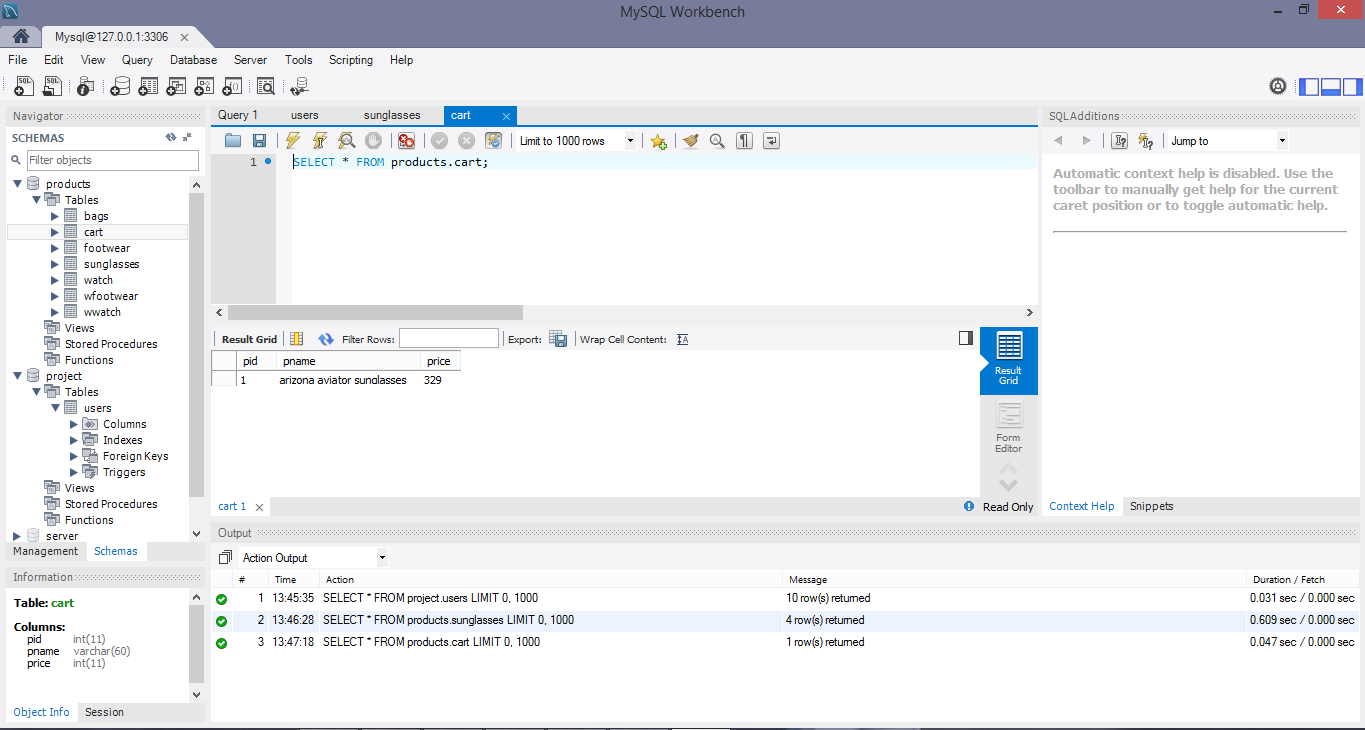 MySQL Workbench
Mysql@127.0.0.1:3306
File Edit View Query Database Server Tools Scripting Help
Navigator
SCHEMAS
Filter objects
products
Tables
bags
cart
footwear
sunglasses
watch
wfootwear
wwatch
Views
Stored Procedures
Functions
project
Tables
users
Columns
Indexes
Foreign Keys
Triggers
Views
Stored Procedures
Functions
server
Management Schemas
Information
Table: cart
Columns:
pid int(11)
pname varchar(60)
price int(11)
Object Info Session
Query 1 users sunglasses cart
Limit to 1000 rows
1 SELECT * FROM products.cart;
Result Grid Filter Rows: Export: Wrap Cell Content:
pid pname price
1 arizona aviator sunglasses 329
Result
Grid
Form
Editor
cart 1 Read Only
SQLAdditions
Jump to
Automatic context help is disabled. Use the
toolbar to manually get help for the current
caret position or to toggle automatic help.
Context Help Snippets
Output
Action Output
# Time Action Message Duration / Fetch
1 13:45:35 SELECT * FROM project.users LIMIT 0, 1000 10 row(s) returned 0.031 sec / 0.000 sec
2 13:46:28 SELECT * FROM products.sunglasses LIMIT 0, 1000 4 row(s) returned 0.609 sec / 0.000 sec
3 13:47:18 SELECT * FROM products.cart LIMIT 0, 1000 1 row(s) returned 0.047 sec / 0.000 sec